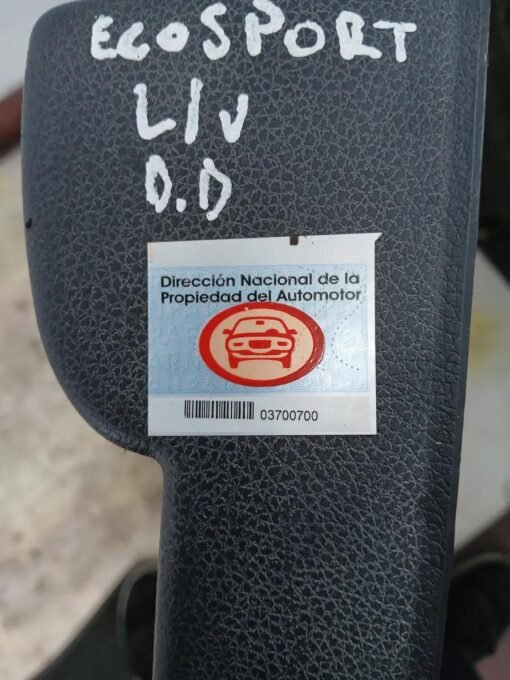 ECOSPORT
L/V
D.D
Dirección Nacional de la
Propiedad del Automotor
03700700